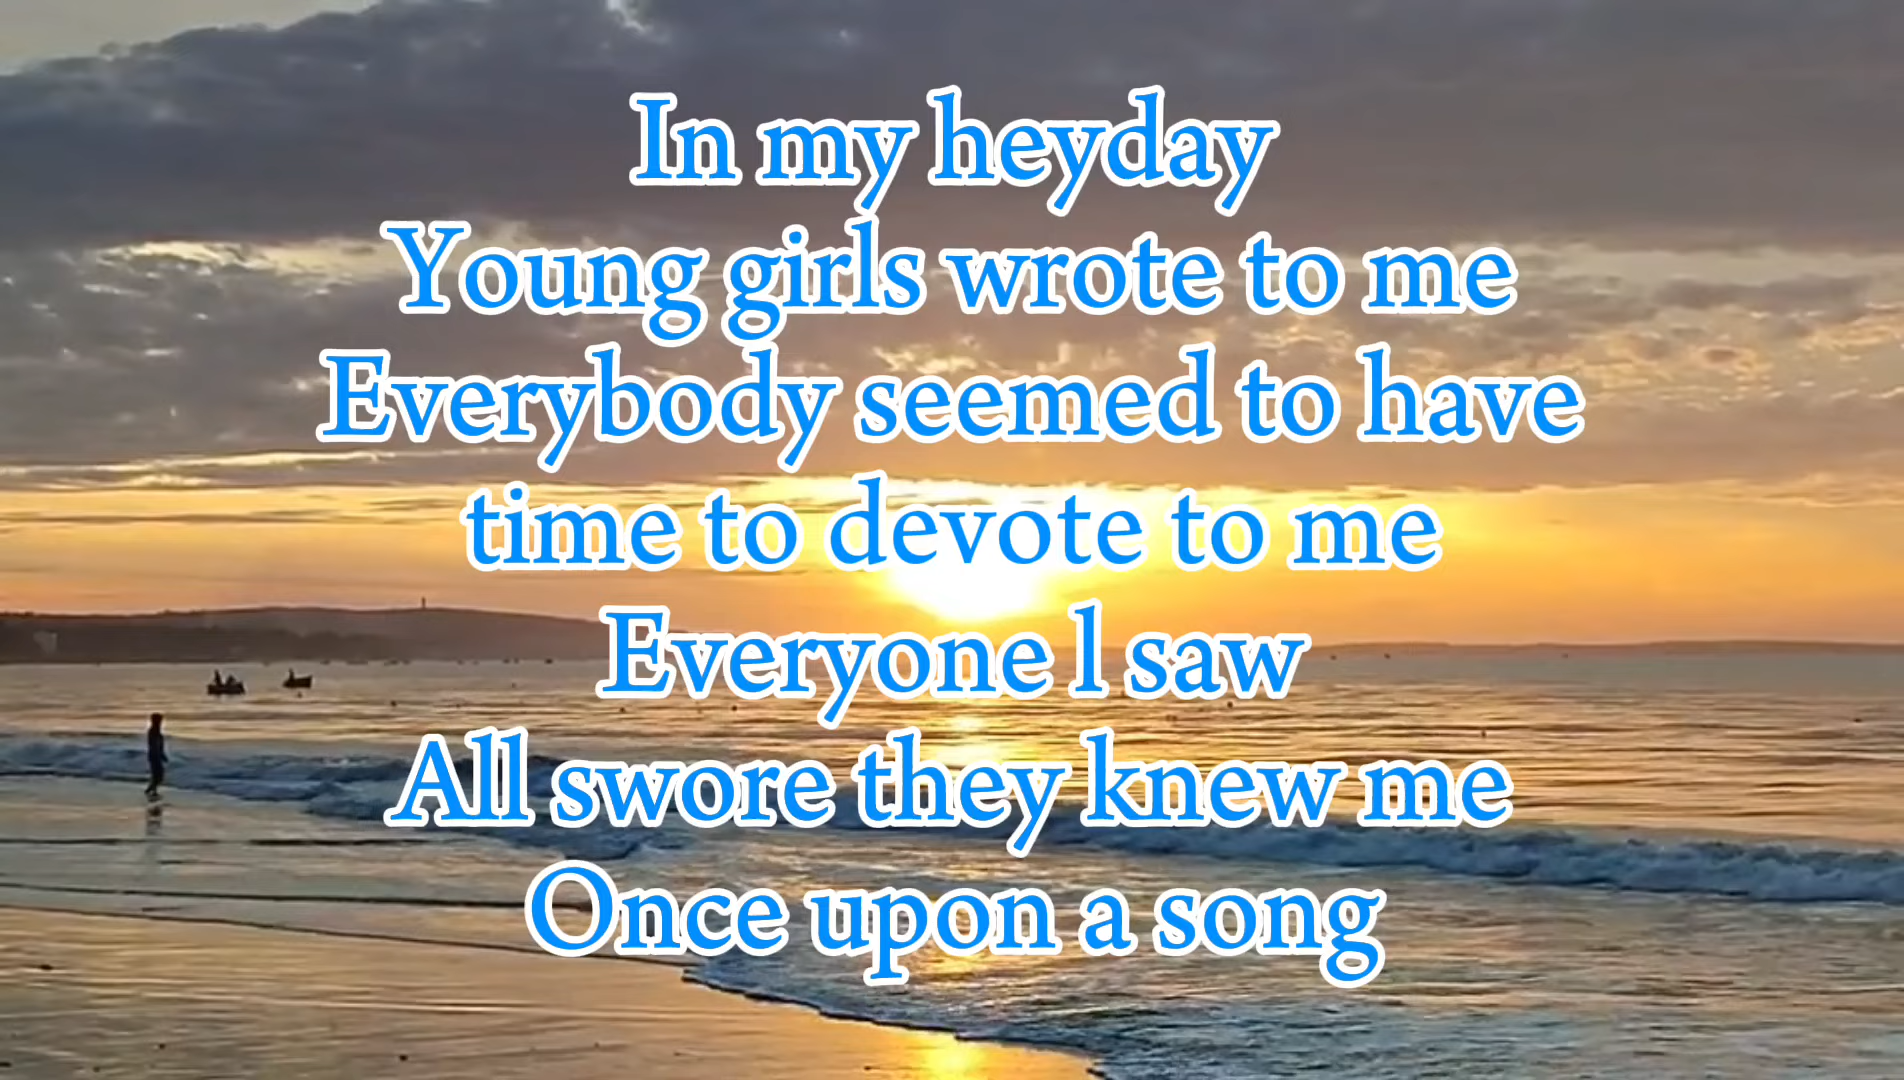 In my heyday
Young girls wrote to me
Everybody seemed to have
time to devote to me
Everyone l saw
All swore they knew me
Once upon a song